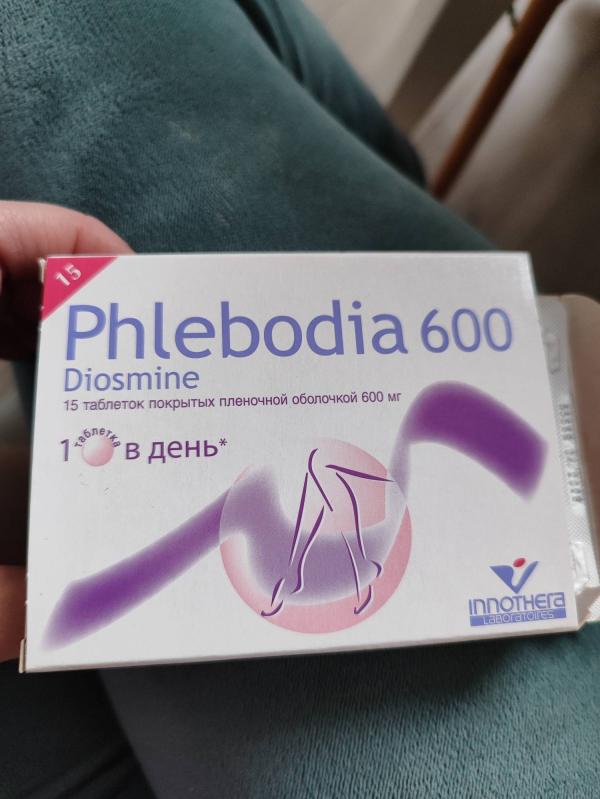 15
Phlebodia 600
Diosmine
15 таблеток покрытых пленочной оболочкой 600 мг
1 таблетка в день*
INNOTHERA
LABORATOIRES